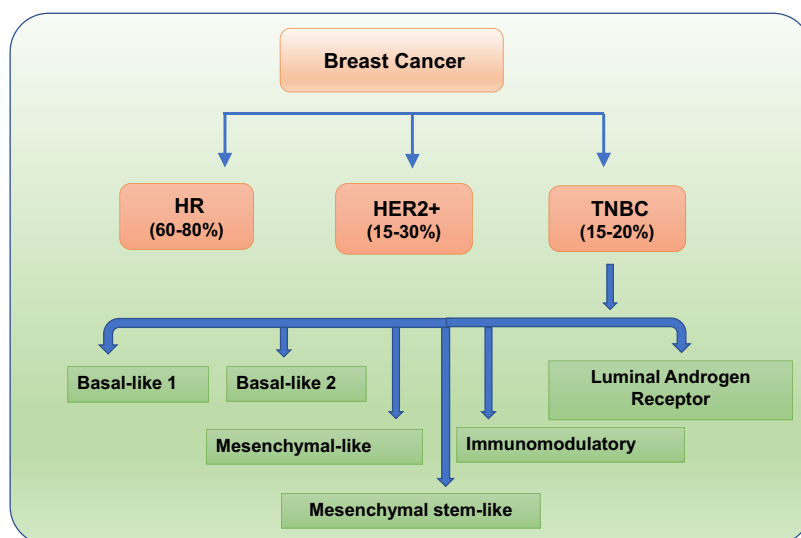 Breast Cancer
HR
(60-80%)
HER2+
(15-30%)
TNBC
(15-20%)
Basal-like 1
Basal-like 2
Luminal Androgen
Receptor
Mesenchymal-like
Immunomodulatory
Mesenchymal stem-like